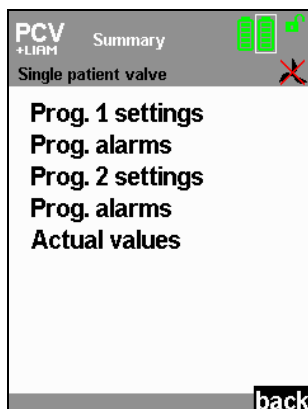 PCV
+LIAM
Summary
Single patient valve
Prog. 1 settings
Prog. alarms
Prog. 2 settings
Prog. alarms
Actual values
back